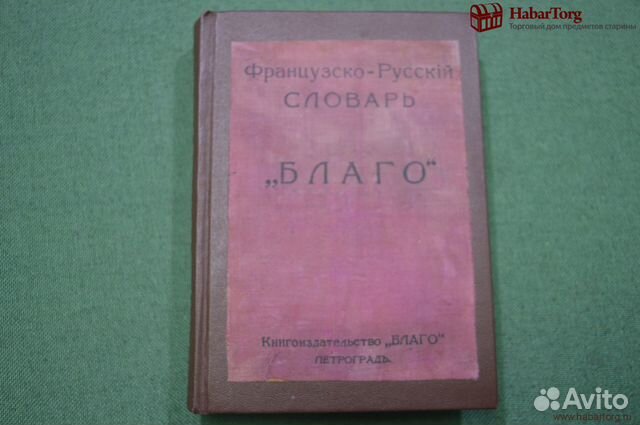 HabarTorg
Торговый дом предметов старины
Французско-Русскій
СЛОВАРЬ
„БЛАГО“
Книгоиздательство „БЛАГО“
ПЕТРОГРАДЪ.
Avito
www.habartorg.ru